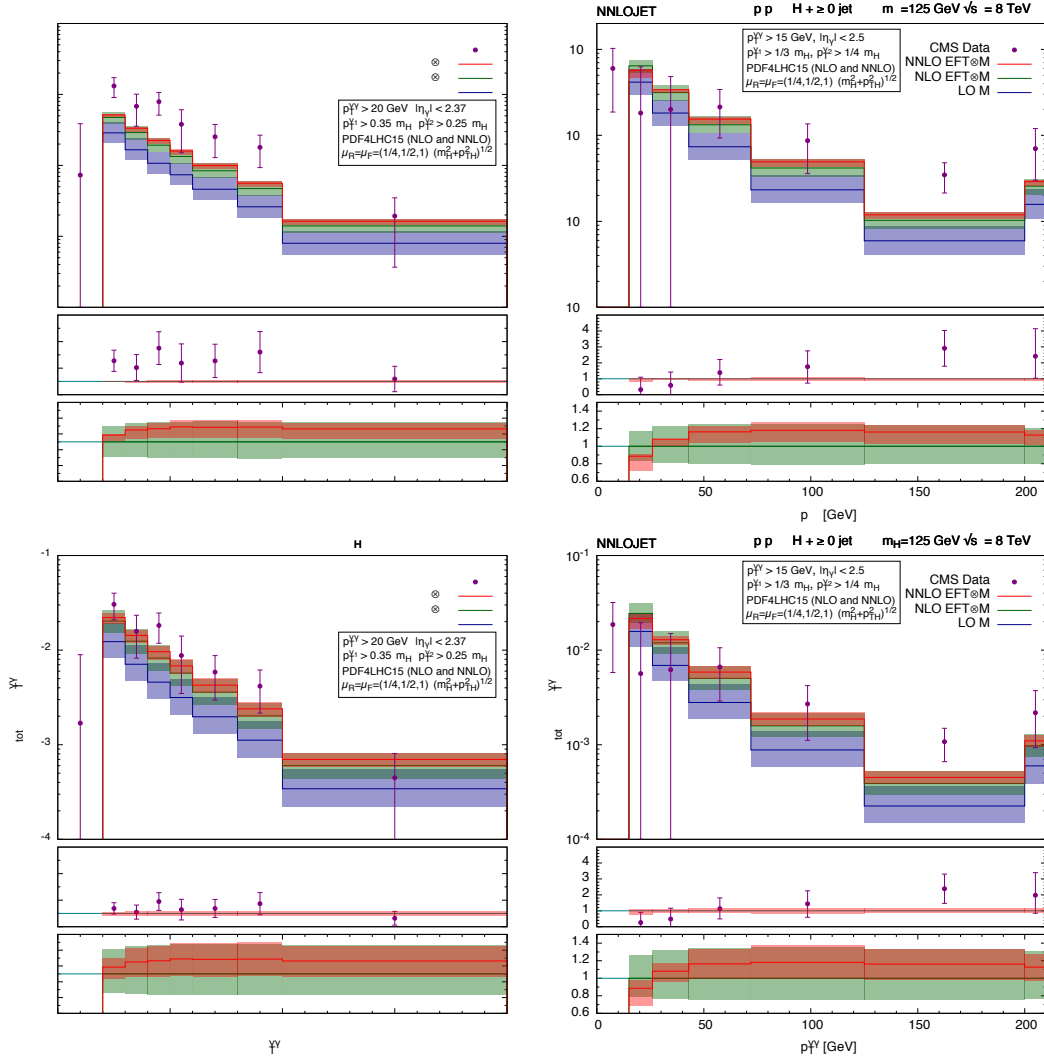 NNLOJET p p H + ≥ 0 jet m =125 GeV √s = 8 TeV
⊗
⊗
p_T^γγ > 20 GeV |η_γ| < 2.37
p_T^γ1 > 0.35 m_H p_T^γ2 > 0.25 m_H
PDF4LHC15 (NLO and NNLO)
μ_R=μ_F=(1/4,1/2,1) (m_H^2+p_TH^2)^1/2
p_T^γγ > 15 GeV, |η_γ| < 2.5
p_T^γ1 > 1/3 m_H, p_T^γ2 > 1/4 m_H
PDF4LHC15 (NLO and NNLO)
μ_R=μ_F=(1/4,1/2,1) (m_H^2+p_TH^2)^1/2
CMS Data
NNLO EFT⊗M
NLO EFT⊗M
LO M
10
10
10
10
4
3
2
1
0
1.4
1.2
1
0.8
0.6
0 50 100 150 200
p [GeV]
H
-1
-2
-3
-4
tot
γγ
T
⊗
⊗
p_T^γγ > 20 GeV |η_γ| < 2.37
p_T^γ1 > 0.35 m_H p_T^γ2 > 0.25 m_H
PDF4LHC15 (NLO and NNLO)
μ_R=μ_F=(1/4,1/2,1) (m_H^2+p_TH^2)^1/2
γγ
T
NNLOJET p p H + ≥ 0 jet m_H=125 GeV √s = 8 TeV
p_T^γγ > 15 GeV, |η_γ| < 2.5
p_T^γ1 > 1/3 m_H, p_T^γ2 > 1/4 m_H
PDF4LHC15 (NLO and NNLO)
μ_R=μ_F=(1/4,1/2,1) (m_H^2+p_TH^2)^1/2
CMS Data
NNLO EFT⊗M
NLO EFT⊗M
LO M
10^-1
10^-2
10^-3
10^-4
tot
γγ
T
4
3
2
1
0
1.4
1.2
1
0.8
0.6
0 50 100 150 200
p_T^γγ [GeV]